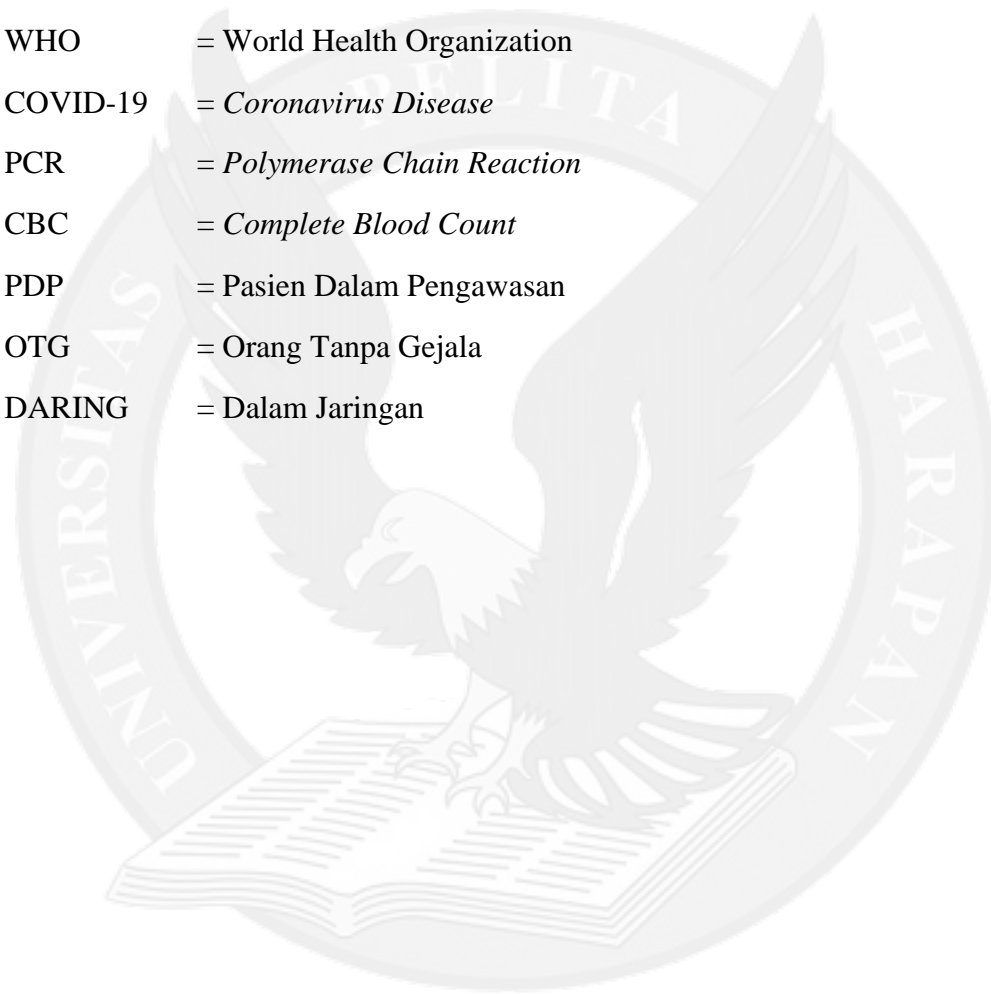 WHO = World Health Organization
COVID-19 = Coronavirus Disease
PCR = Polymerase Chain Reaction
CBC = Complete Blood Count
PDP = Pasien Dalam Pengawasan
OTG = Orang Tanpa Gejala
DARING = Dalam Jaringan
UNIVERSITAS PELITA HARAPAN